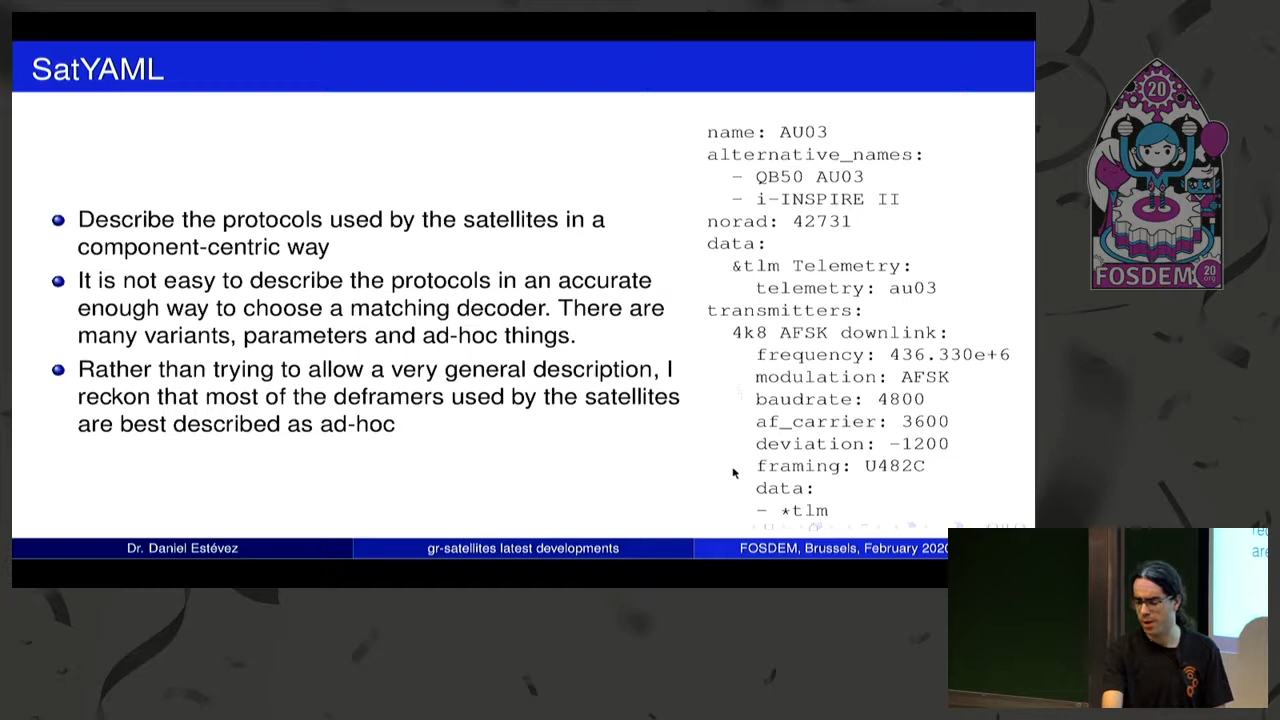 SatYAML
Describe the protocols used by the satellites in a
component-centric way
It is not easy to describe the protocols in an accurate
enough way to choose a matching decoder. There are
many variants, parameters and ad-hoc things.
Rather than trying to allow a very general description, I
reckon that most of the deframers used by the satellites
are best described as ad-hoc
name: AU03
alternative_names:
- QB50 AU03
- i-INSPIRE II
norad: 42731
data:
&tlm Telemetry:
telemetry: au03
transmitters:
4k8 AFSK downlink:
frequency: 436.330e+6
modulation: AFSK
baudrate: 4800
af_carrier: 3600
deviation: -1200
framing: U482C
data:
- *tlm
Dr. Daniel Estévez
gr-satellites latest developments
FOSDEM, Brussels, February 2020
20
FOSDEM
20
.org